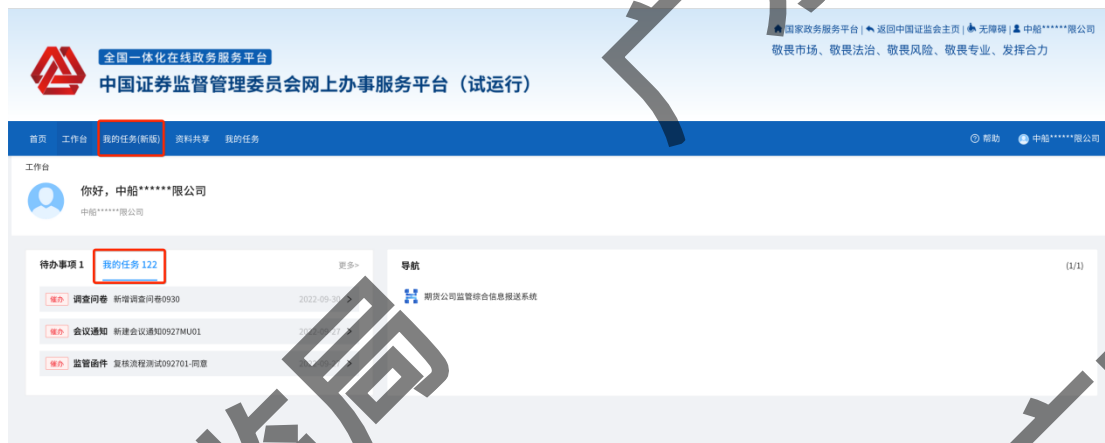 国家政务服务平台 | 返回中国证监会主页 | 无障碍 | 中船******限公司
敬畏市场、敬畏法治、敬畏风险、敬畏专业、发挥合力
全国一体化在线政务服务平台
中国证券监督管理委员会网上办事服务平台（试运行）
首页 工作台 我的任务(新版) 资料共享 我的任务 帮助 中船******限公司
工作台
你好，中船******限公司
中船******限公司
待办事项 1 我的任务 122 更多>
催办 调查问卷 新增调查问卷0930 2022-09-30
催办 会议通知 新建会议通知0927MU01
催办 监管函件 复核流程测试092701-同意
导航 (1/1)
期货公司监管综合信息报送系统
监局
广